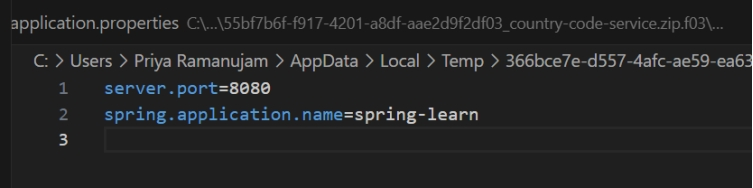 application.properties C:\...\55bf7b6f-f917-4201-a8df-aae2d9f2df03_country-code-service.zip.f03\...
C: > Users > Priya Ramanujam > AppData > Local > Temp > 366bce7e-d557-4afc-ae59-ea63
1 server.port=8080
2 spring.application.name=spring-learn
3